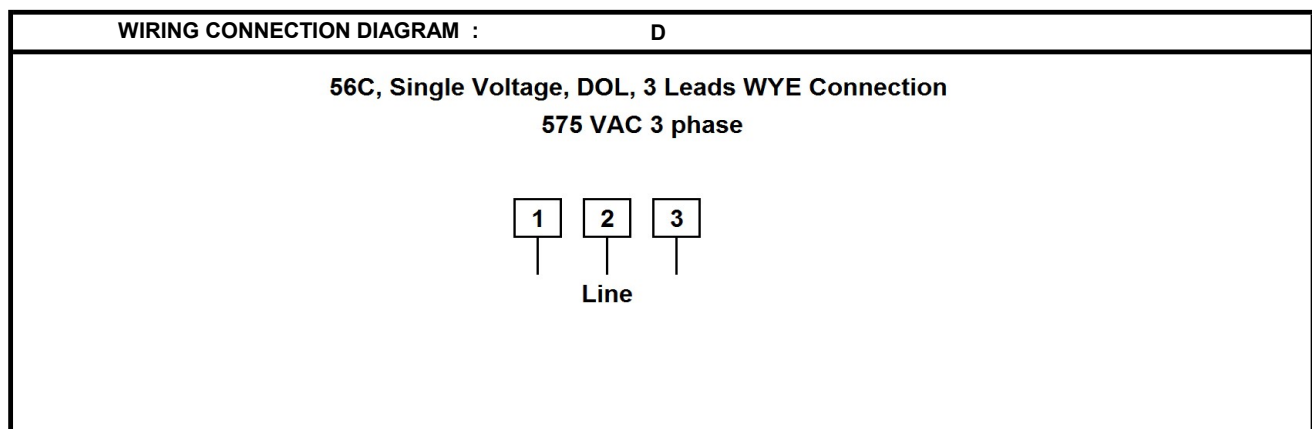 WIRING CONNECTION DIAGRAM : D
56C, Single Voltage, DOL, 3 Leads WYE Connection
575 VAC 3 phase
1 2 3
Line